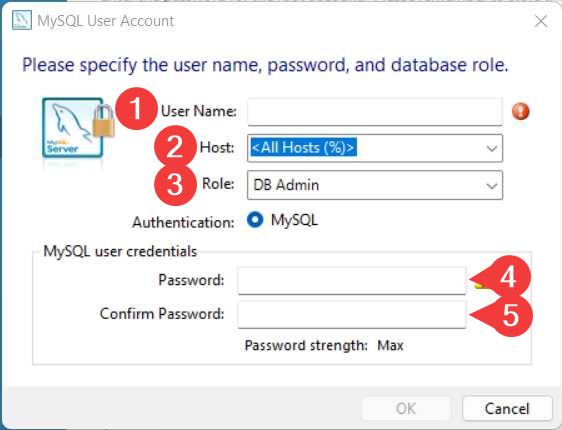 MySQL User Account
Please specify the user name, password, and database role.
MySQL
Server
1 User Name:
2 Host: <All Hosts (%)>
3 Role: DB Admin
Authentication: MySQL
MySQL user credentials
Password: 4
Confirm Password: 5
Password strength: Max
OK Cancel